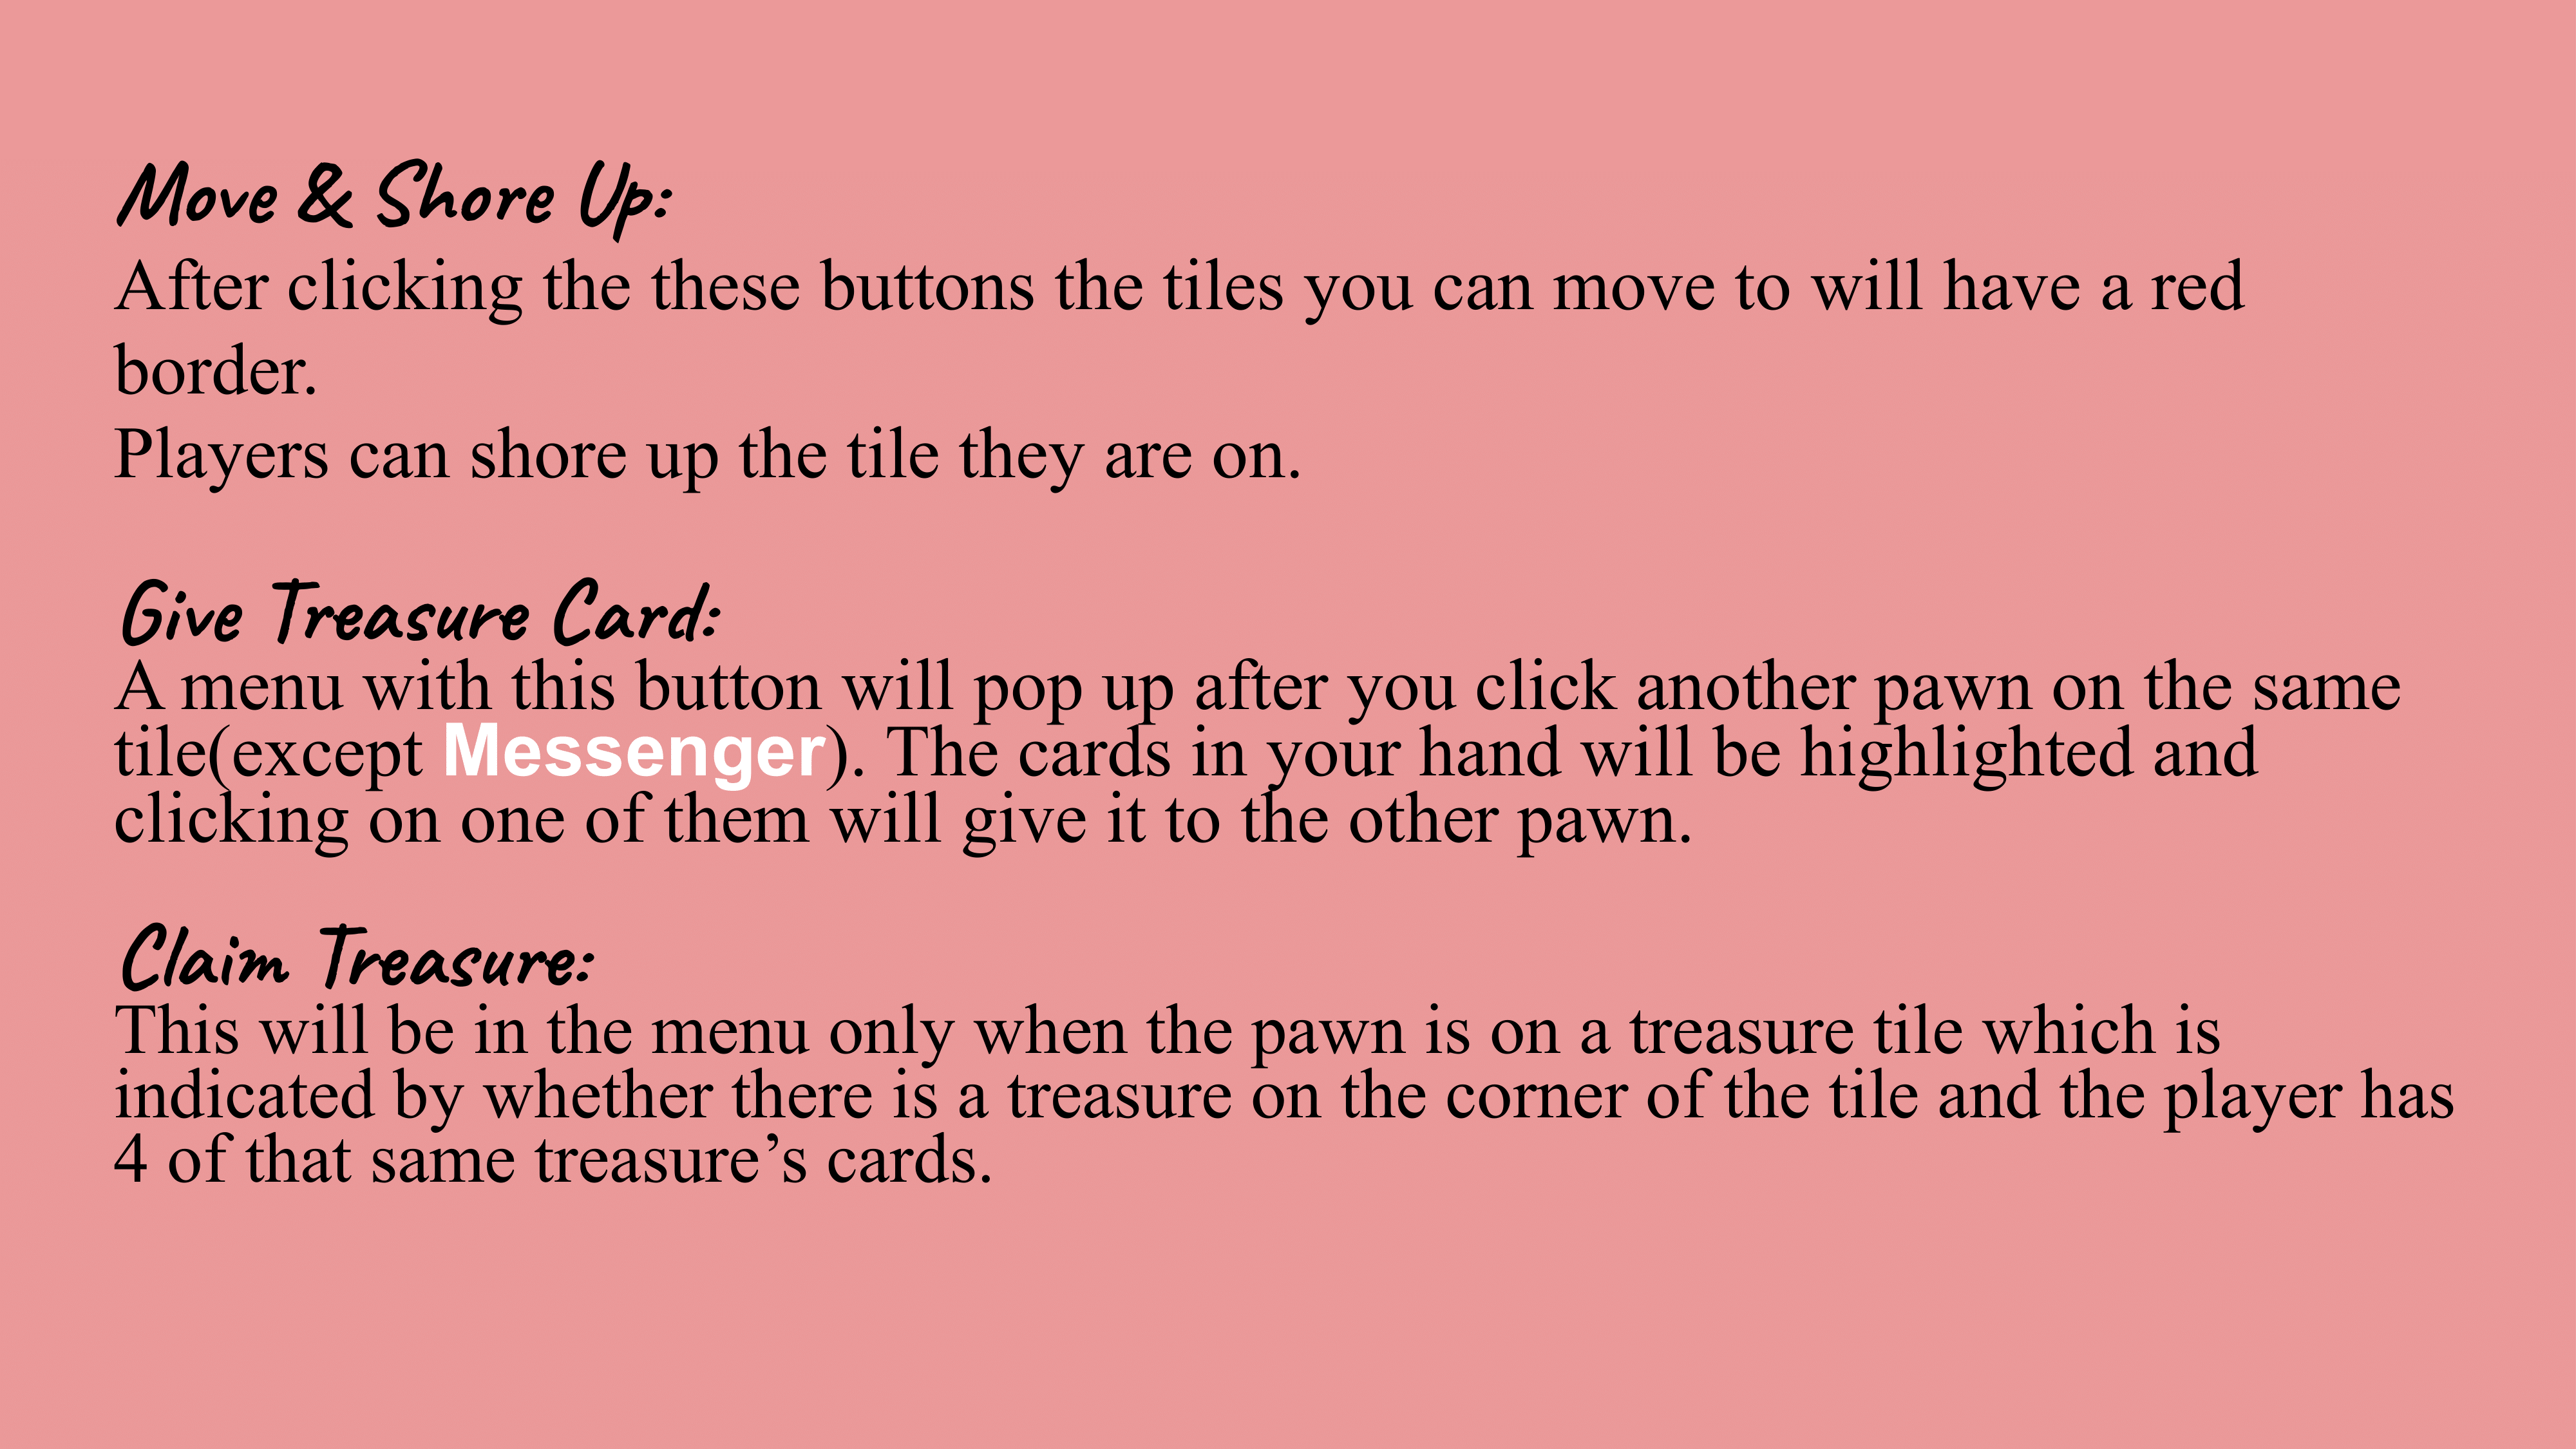 Move & Shore Up:
After clicking the these buttons the tiles you can move to will have a red
border.
Players can shore up the tile they are on.
Give Treasure Card:
A menu with this button will pop up after you click another pawn on the same
tile(except Messenger). The cards in your hand will be highlighted and
clicking on one of them will give it to the other pawn.
Claim Treasure:
This will be in the menu only when the pawn is on a treasure tile which is
indicated by whether there is a treasure on the corner of the tile and the player has
4 of that same treasure’s cards.